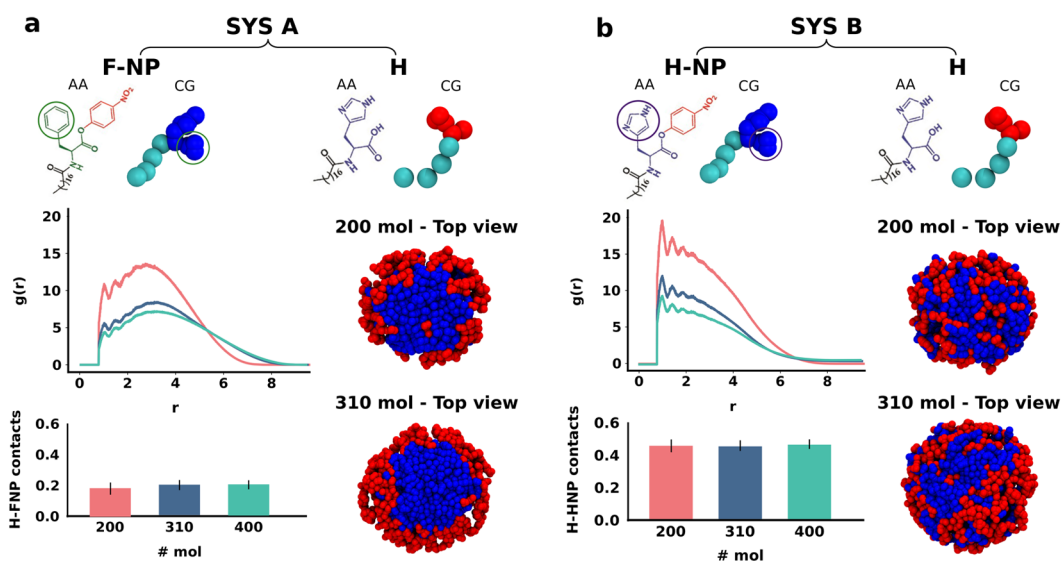 a
SYS A
F-NP
H
AA
CG
AA
CG
NO₂
O
O
N
H
O
16
N
NH
OH
O
N
H
O
16
200 mol - Top view
20
15
10
5
0
g(r)
0 2 4 6 8
r
310 mol - Top view
H-FNP contacts
0.6
0.4
0.2
0.0
200 310 400
# mol
b
SYS B
H-NP
H
AA
CG
AA
CG
N
NH
NO₂
O
O
N
H
O
16
N
NH
OH
O
N
H
O
16
200 mol - Top view
20
15
10
5
0
g(r)
0 2 4 6 8
r
310 mol - Top view
H-HNP contacts
0.6
0.4
0.2
0.0
200 310 400
# mol